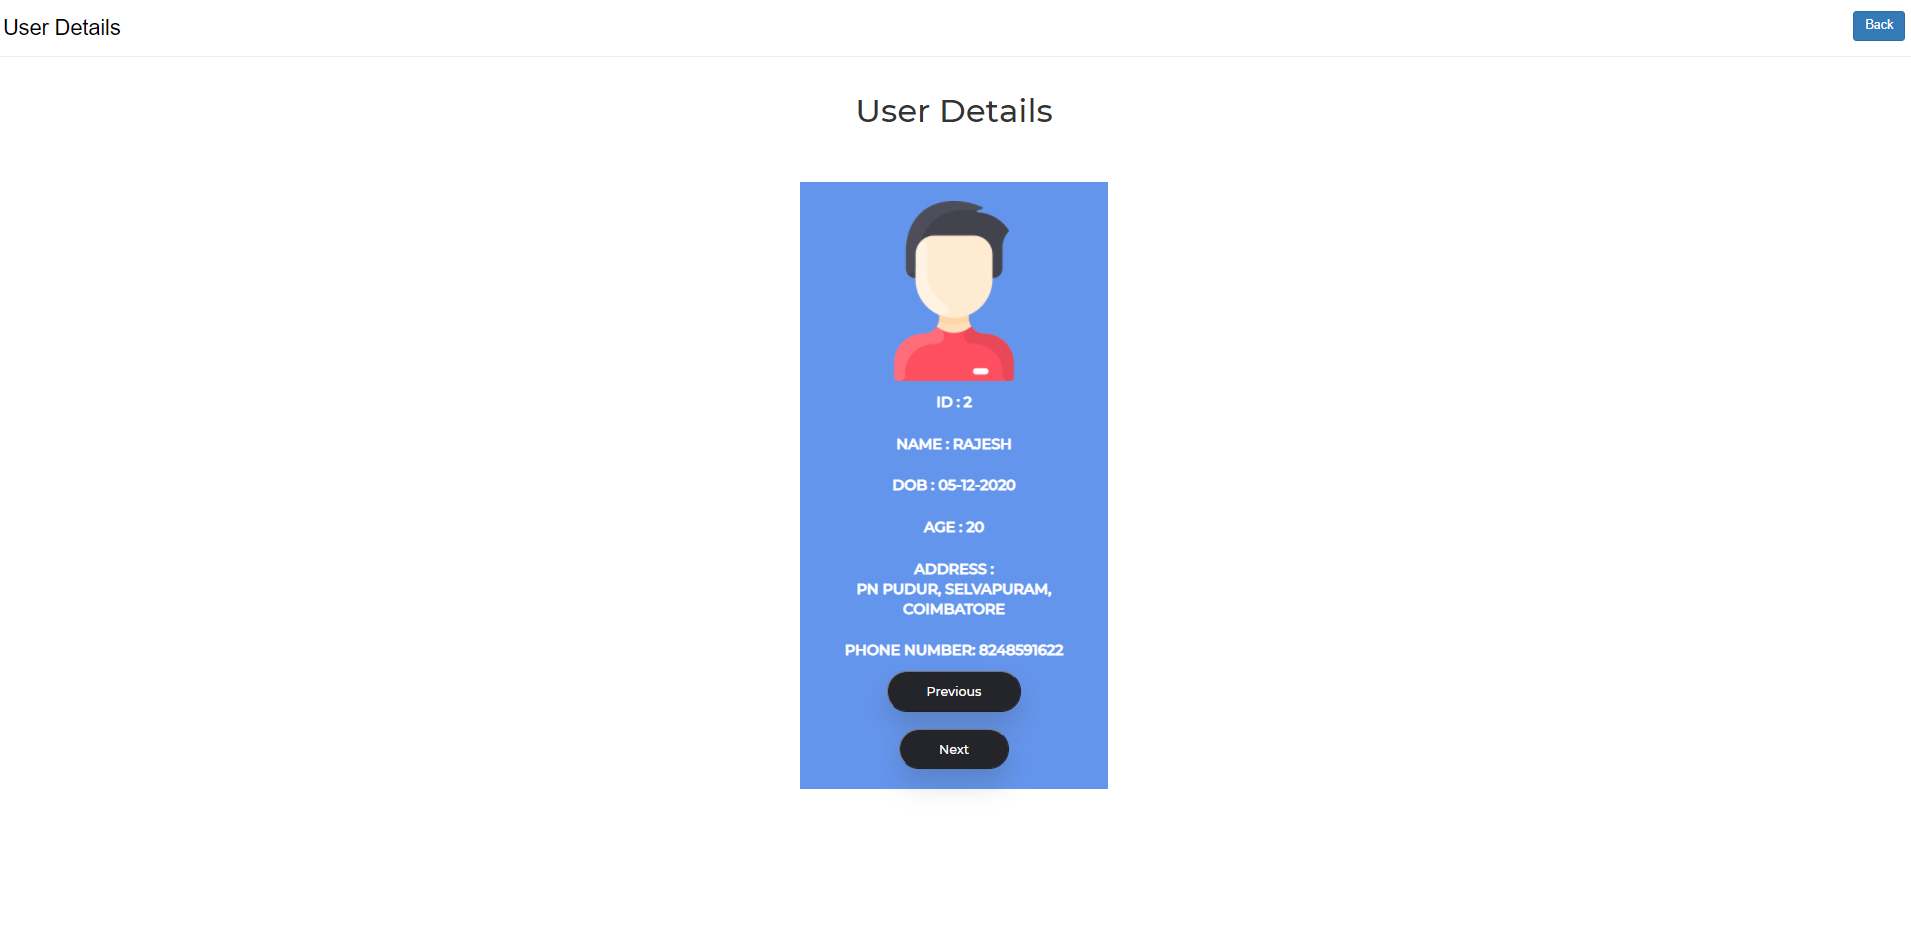 User Details
Back
User Details
ID : 2
NAME : RAJESH
DOB : 05-12-2020
AGE : 20
ADDRESS :
PN PUDUR, SELVAPURAM,
COIMBATORE
PHONE NUMBER: 8248591622
Previous
Next